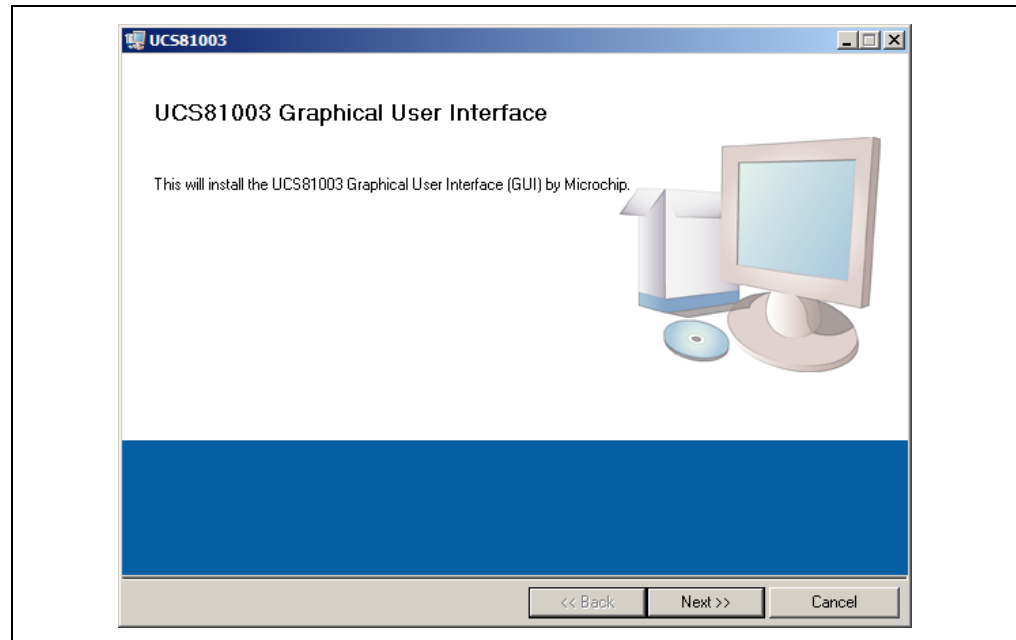 UCS81003
UCS81003 Graphical User Interface
This will install the UCS81003 Graphical User Interface (GUI) by Microchip.
<< Back Next >> Cancel